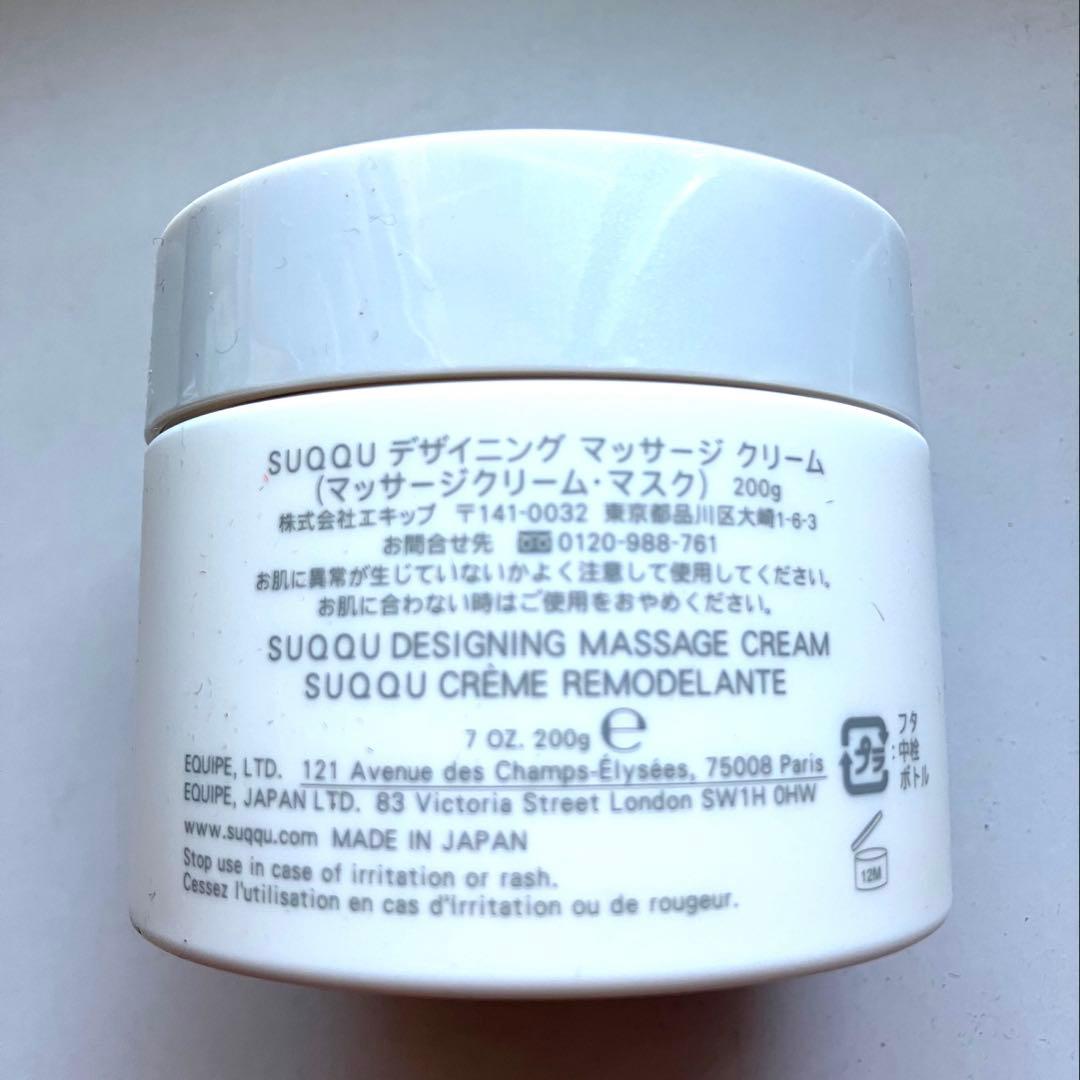 SUQQU デザイニング マッサージ クリーム
(マッサージクリーム・マスク) 200g
株式会社エキップ 〒141-0032 東京都品川区大崎1-6-3
お問合せ先 0120-988-761
お肌に異常が生じていないかよく注意して使用してください。
お肌に合わない時はご使用をおやめください。
SUQQU DESIGNING MASSAGE CREAM
SUQQU CRÈME REMODELANTE
7 OZ. 200g ℮
EQUIPE, LTD. 121 Avenue des Champs-Élysées, 75008 Paris
EQUIPE, JAPAN LTD. 83 Victoria Street London SW1H 0HW
www.suqqu.com MADE IN JAPAN
Stop use in case of irritation or rash.
Cessez l'utilisation en cas d'irritation ou de rougeur.
プラ
フタ
:中栓
ボトル
12M